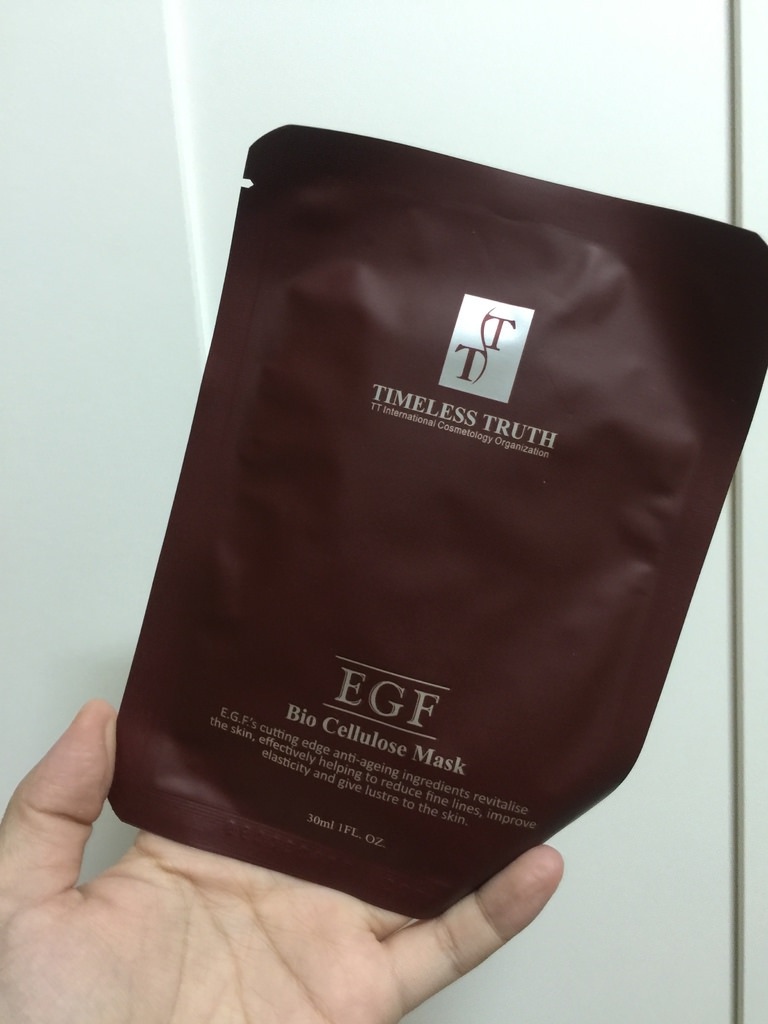 TT
TIMELESS TRUTH
TT International Cosmetology Organization
EGF
Bio Cellulose Mask
E.G.F.'s cutting edge anti-ageing ingredients revitalise
the skin, effectively helping to reduce fine lines, improve
elasticity and give lustre to the skin.
30ml 1FL. OZ.